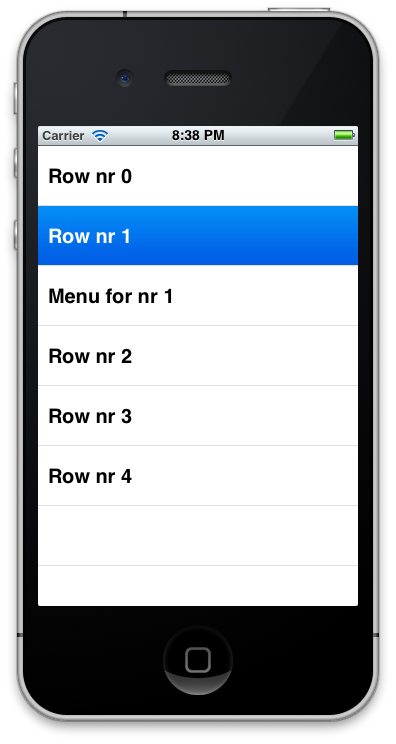 Carrier 8:38 PM
Row nr 0
Row nr 1
Menu for nr 1
Row nr 2
Row nr 3
Row nr 4